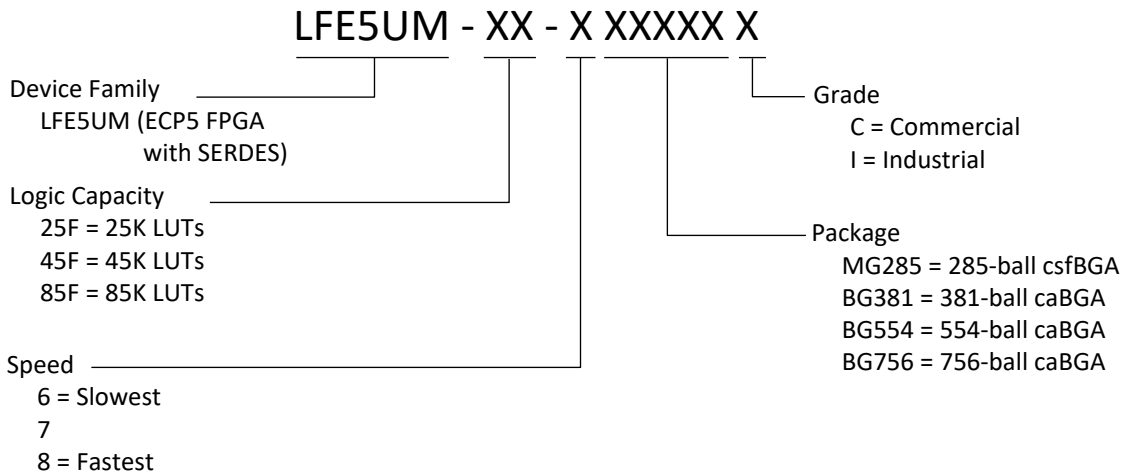 LFE5UM - XX - X XXXXX X
Device Family
LFE5UM (ECP5 FPGA
with SERDES)
Logic Capacity
25F = 25K LUTs
45F = 45K LUTs
85F = 85K LUTs
Speed
6 = Slowest
7
8 = Fastest
Grade
C = Commercial
I = Industrial
Package
MG285 = 285-ball csfBGA
BG381 = 381-ball caBGA
BG554 = 554-ball caBGA
BG756 = 756-ball caBGA